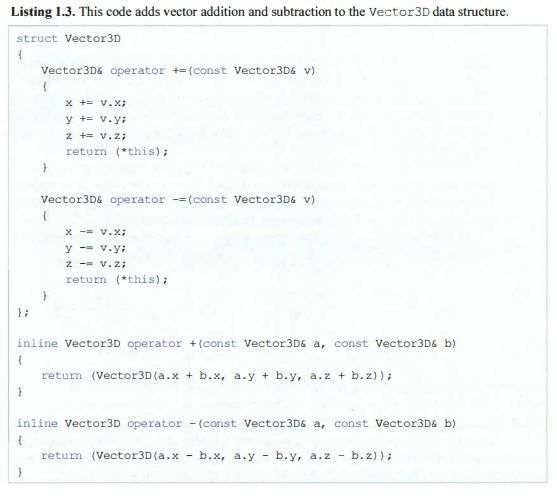 Listing 1.3. This code adds vector addition and subtraction to the Vector3D data structure.
struct Vector3D
{
Vector3D& operator +=(const Vector3D& v)
{
x += v.x;
y += v.y;
z += v.z;
return (*this);
}
Vector3D& operator -=(const Vector3D& v)
{
x -= v.x;
y -= v.y;
z -= v.z;
return (*this);
}
};
inline Vector3D operator +(const Vector3D& a, const Vector3D& b)
{
return (Vector3D(a.x + b.x, a.y + b.y, a.z + b.z));
}
inline Vector3D operator -(const Vector3D& a, const Vector3D& b)
{
return (Vector3D(a.x - b.x, a.y - b.y, a.z - b.z));
}